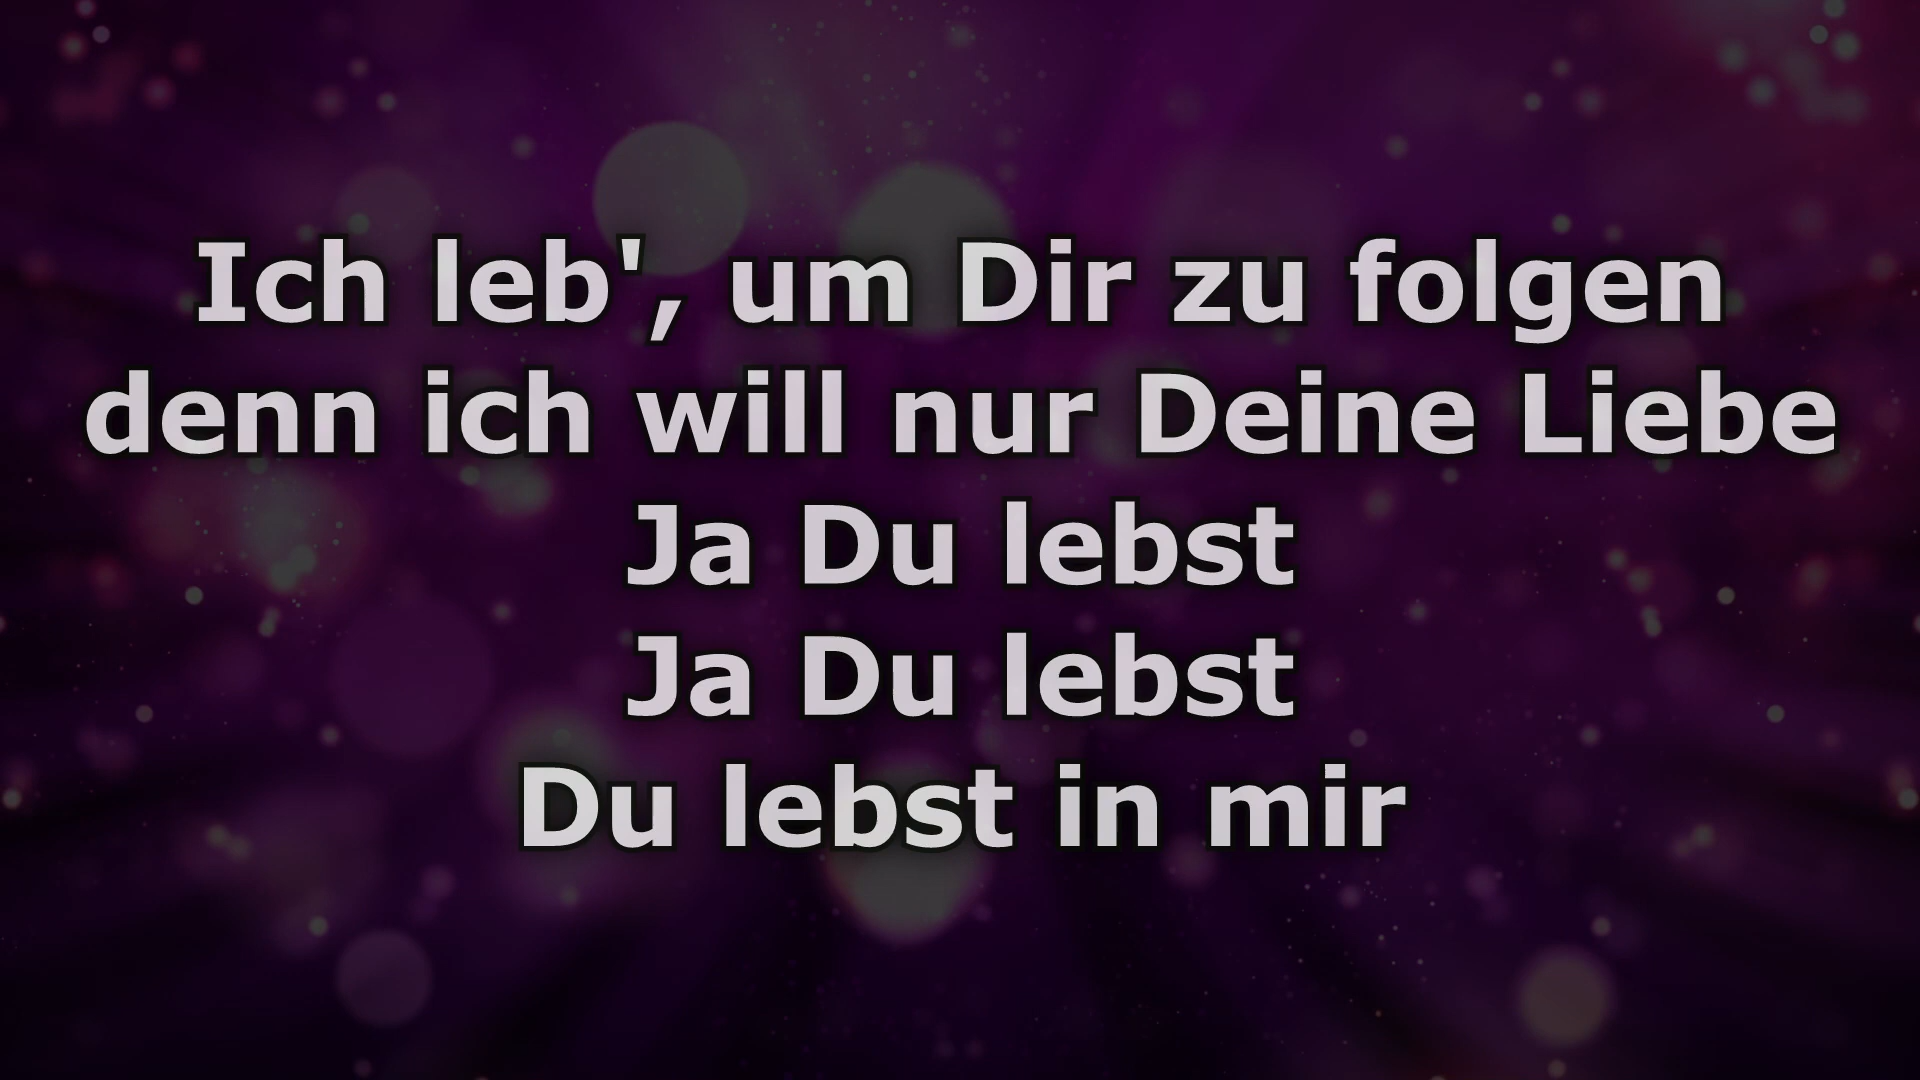 Ich leb', um Dir zu folgen
denn ich will nur Deine Liebe
Ja Du lebst
Ja Du lebst
Du lebst in mir